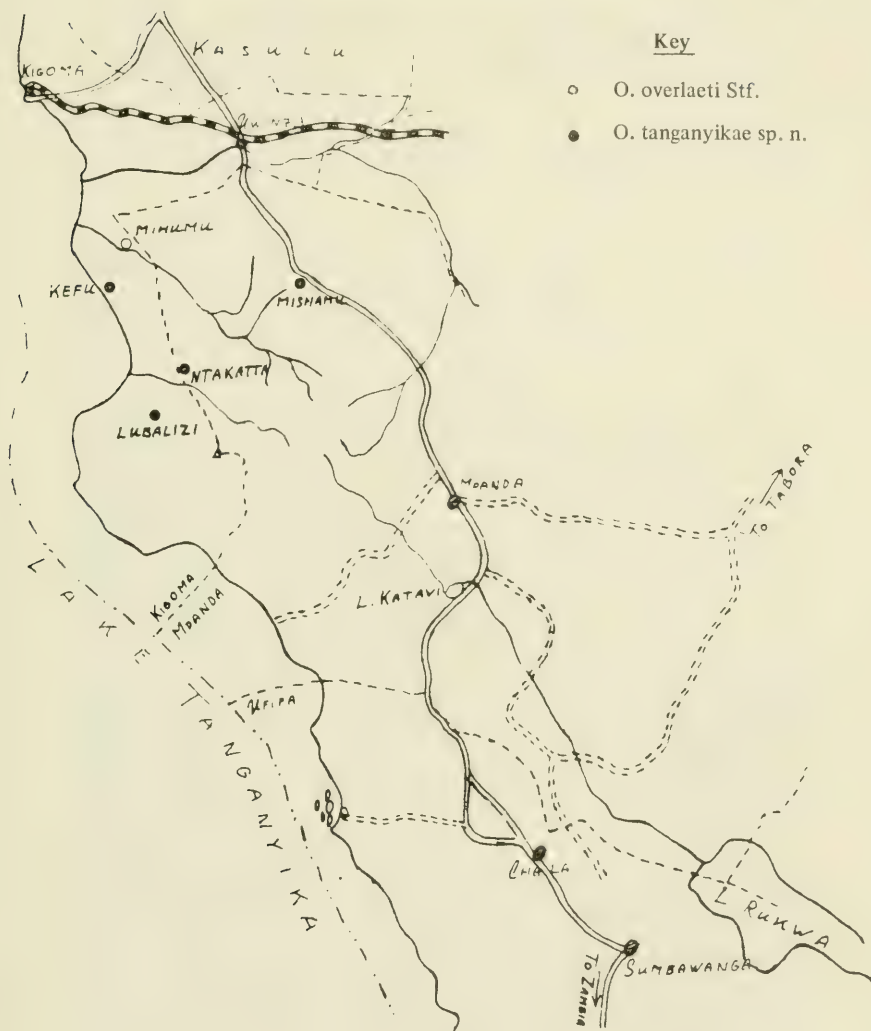 Key
O. overlaeti Stf.
O. tanganyikae sp. n.
KASULU
KIGOMA
MIHUMU
KEFU
MISHAMU
NTAKATTA
LUBALIZI
MPANDA
TO TABORA
L. KATAVI
KIGOMA
MPANDA
UFIPA
LAKE TANGANYIKA
CHALA
L RUKWA
SUMBAWANGA
TO ZAMBIA